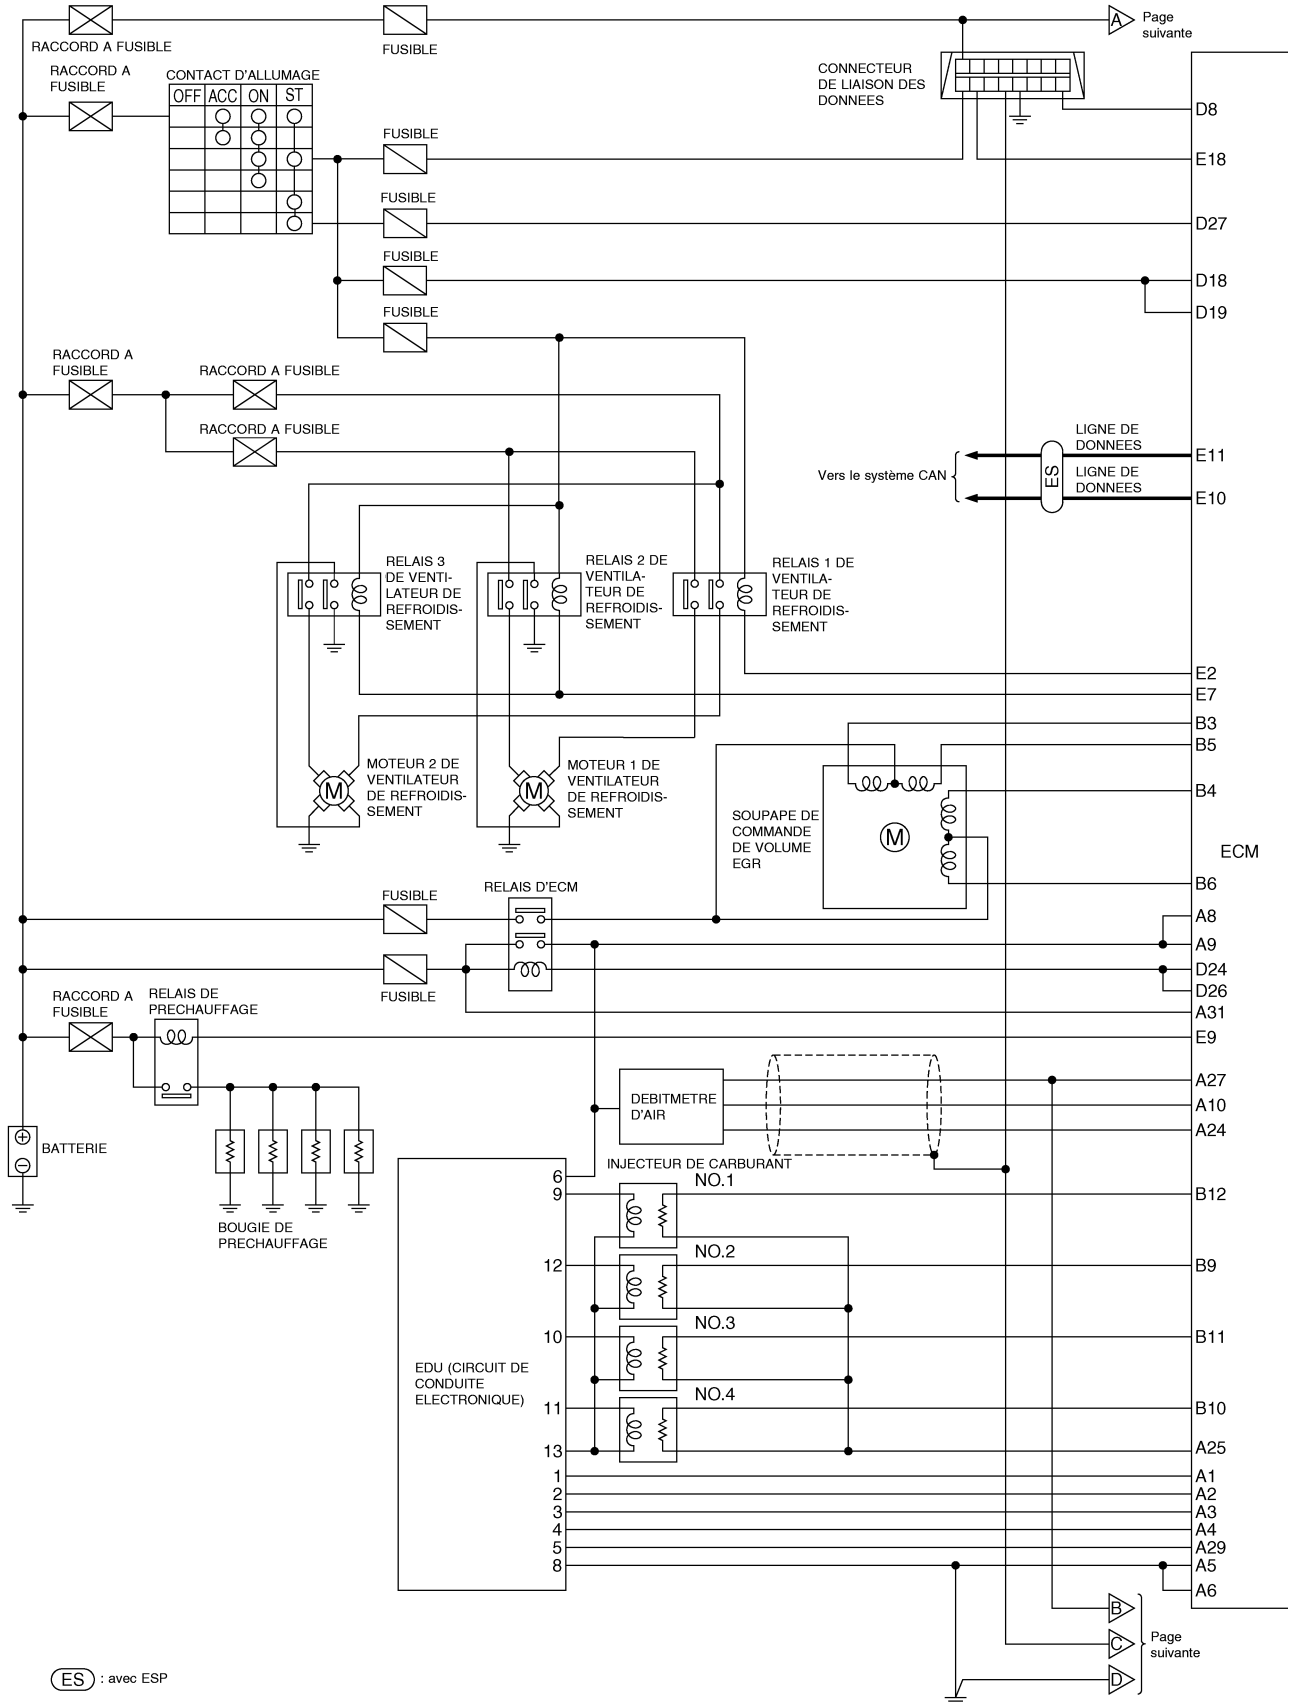 RACCORD A FUSIBLE
FUSIBLE
A
Page
suivante
RACCORD A
FUSIBLE
CONTACT D'ALLUMAGE
OFF ACC ON ST
CONNECTEUR
DE LIAISON DES
DONNEES
D8
FUSIBLE
E18
FUSIBLE
D27
FUSIBLE
D18
D19
FUSIBLE
RACCORD A
FUSIBLE
RACCORD A FUSIBLE
RACCORD A FUSIBLE
LIGNE DE
DONNEES
E11
Vers le système CAN
ES
LIGNE DE
DONNEES
E10
RELAIS 3
DE VENTI-
LATEUR DE
REFROIDIS-
SEMENT
RELAIS 2 DE
VENTILA-
TEUR DE
REFROIDIS-
SEMENT
RELAIS 1 DE
VENTILA-
TEUR DE
REFROIDIS-
SEMENT
E2
E7
B3
B5
M
MOTEUR 2 DE
VENTILATEUR
DE REFROIDIS-
SEMENT
M
MOTEUR 1 DE
VENTILATEUR
DE REFROIDIS-
SEMENT
B4
SOUPAPE DE
COMMANDE
DE VOLUME
EGR
M
ECM
B6
FUSIBLE
RELAIS D'ECM
A8
A9
D24
D26
FUSIBLE
A31
RACCORD A
FUSIBLE
RELAIS DE
PRECHAUFFAGE
E9
DEBITMETRE
D'AIR
A27
A10
A24
BATTERIE
BOUGIE DE
PRECHAUFFAGE
INJECTEUR DE CARBURANT
6
NO.1
9
B12
NO.2
12
B9
NO.3
10
B11
EDU (CIRCUIT DE
CONDUITE
ELECTRONIQUE)
NO.4
11
B10
13
A25
1
A1
2
A2
3
A3
4
A4
5
A29
8
A5
A6
B
C
D
Page
suivante
ES : avec ESP